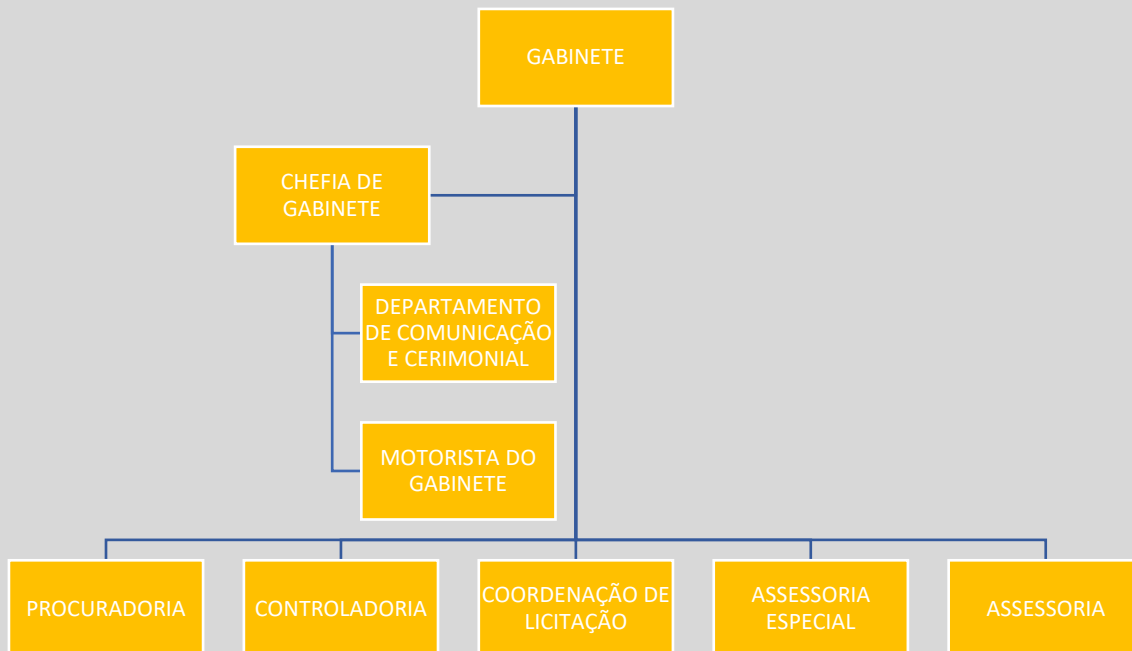 GABINETE
CHEFIA DE
GABINETE
DEPARTAMENTO
DE COMUNICAÇÃO
E CERIMONIAL
MOTORISTA DO
GABINETE
PROCURADORIA
CONTROLADORIA
COORDENAÇÃO DE
LICITAÇÃO
ASSESSORIA
ESPECIAL
ASSESSORIA